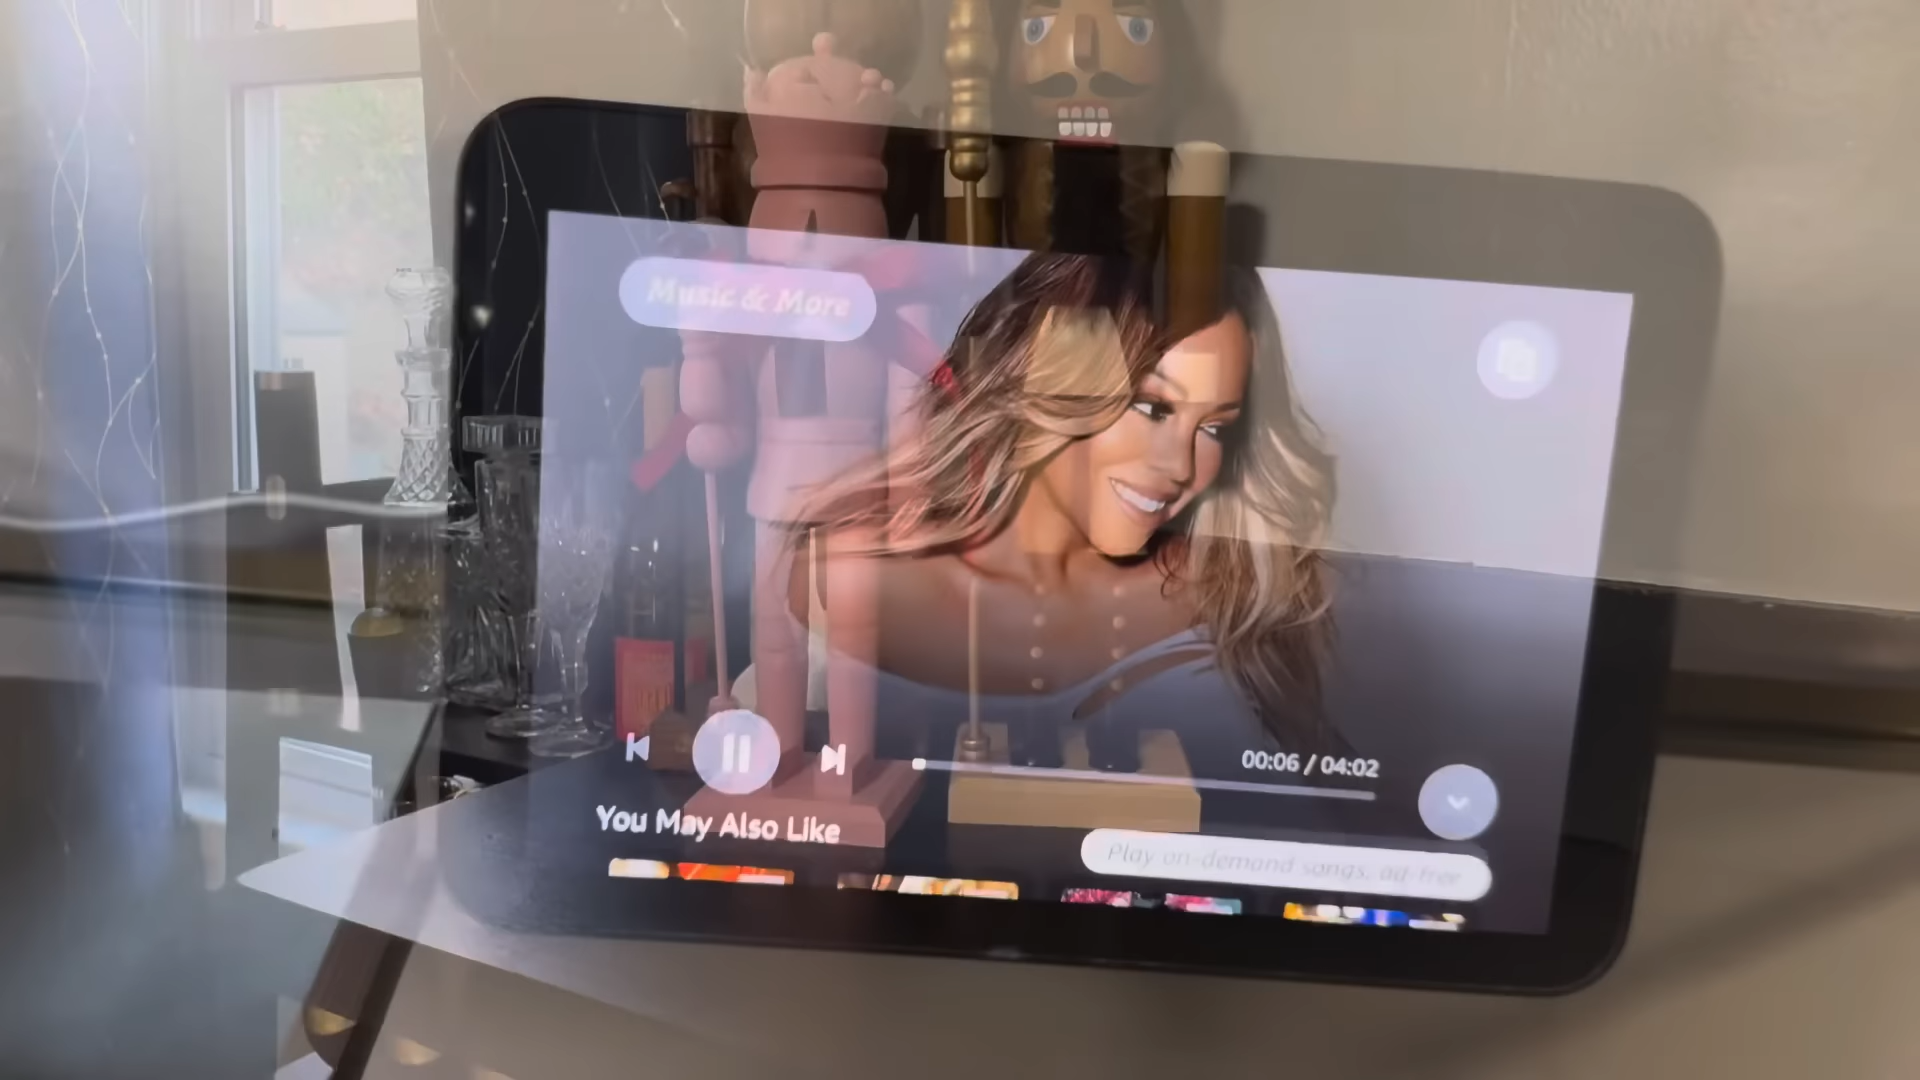 Music & More
00:06 / 04:02
You May Also Like
Play on-demand songs, ad-free